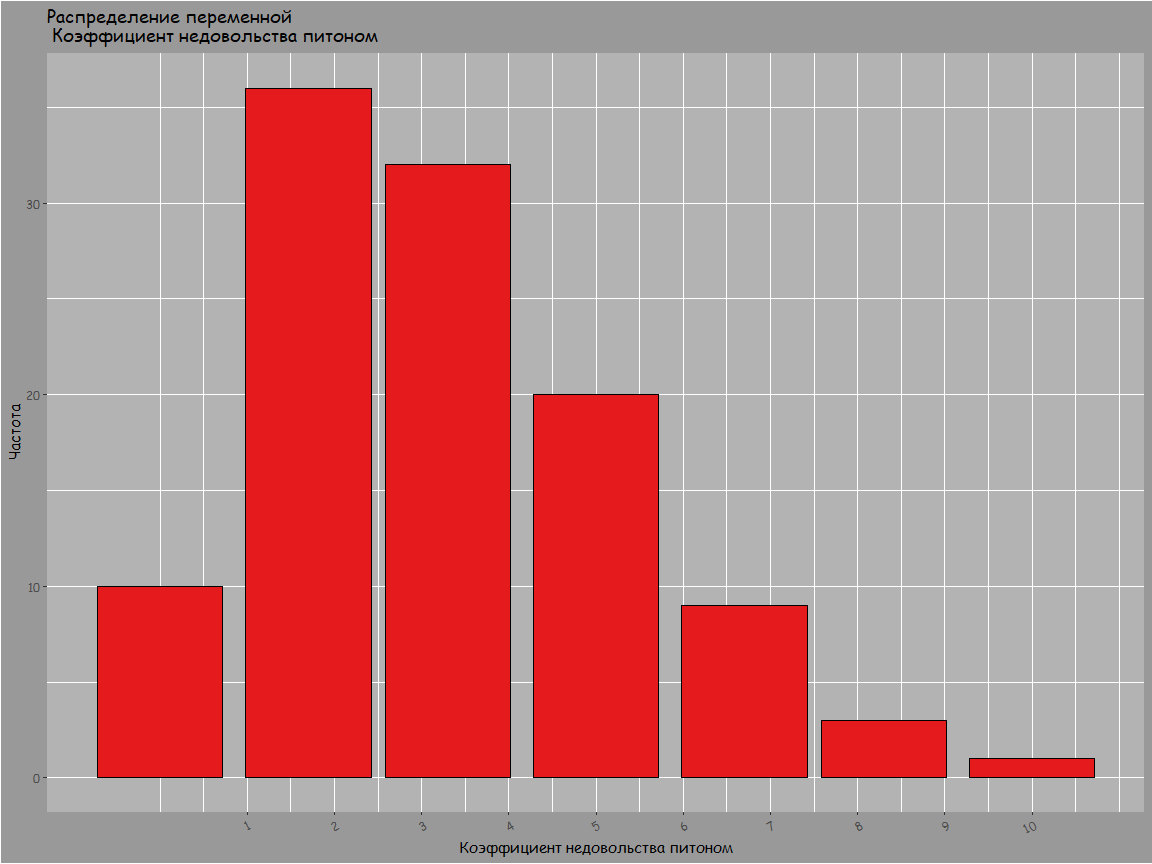 Распределение переменной
Коэффициент недовольства питоном
Частота
30
20
10
0
1 2 3 4 5 6 7 8 9 10
Коэффициент недовольства питоном